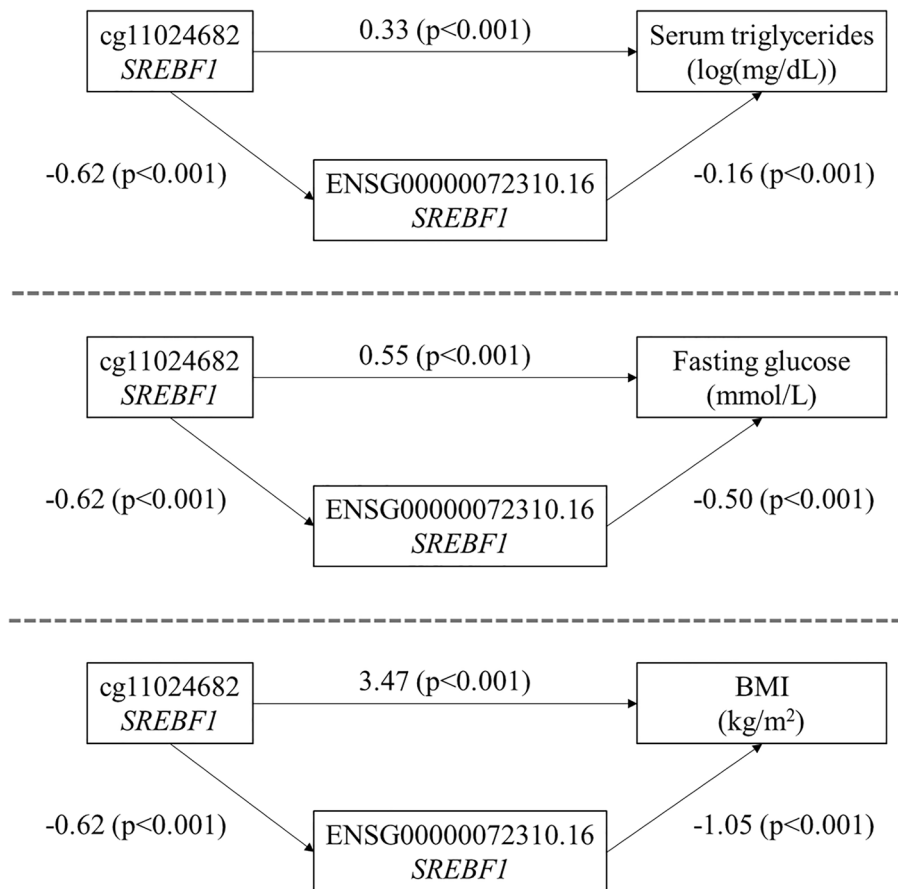 cg11024682
SREBF1
0.33 (p<0.001)
Serum triglycerides
(log(mg/dL))
-0.62 (p<0.001)
ENSG00000072310.16
SREBF1
-0.16 (p<0.001)
cg11024682
SREBF1
0.55 (p<0.001)
Fasting glucose
(mmol/L)
-0.62 (p<0.001)
ENSG00000072310.16
SREBF1
-0.50 (p<0.001)
cg11024682
SREBF1
3.47 (p<0.001)
BMI
(kg/m²)
-0.62 (p<0.001)
ENSG00000072310.16
SREBF1
-1.05 (p<0.001)